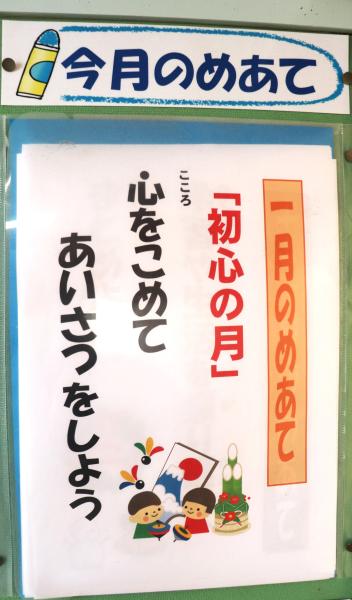 今月のめあて
一月のめあて
「初心の月」
こころ
心をこめて
あいさつをしよう